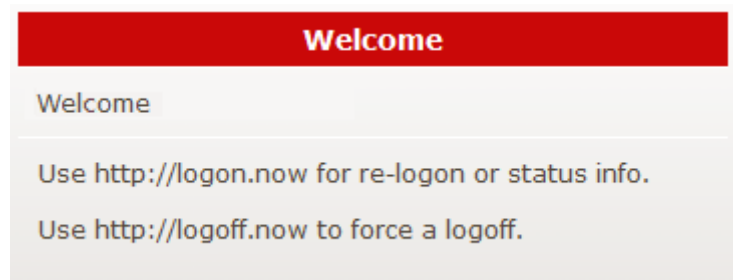 Welcome
Welcome
Use http://logon.now for re-logon or status info.
Use http://logoff.now to force a logoff.